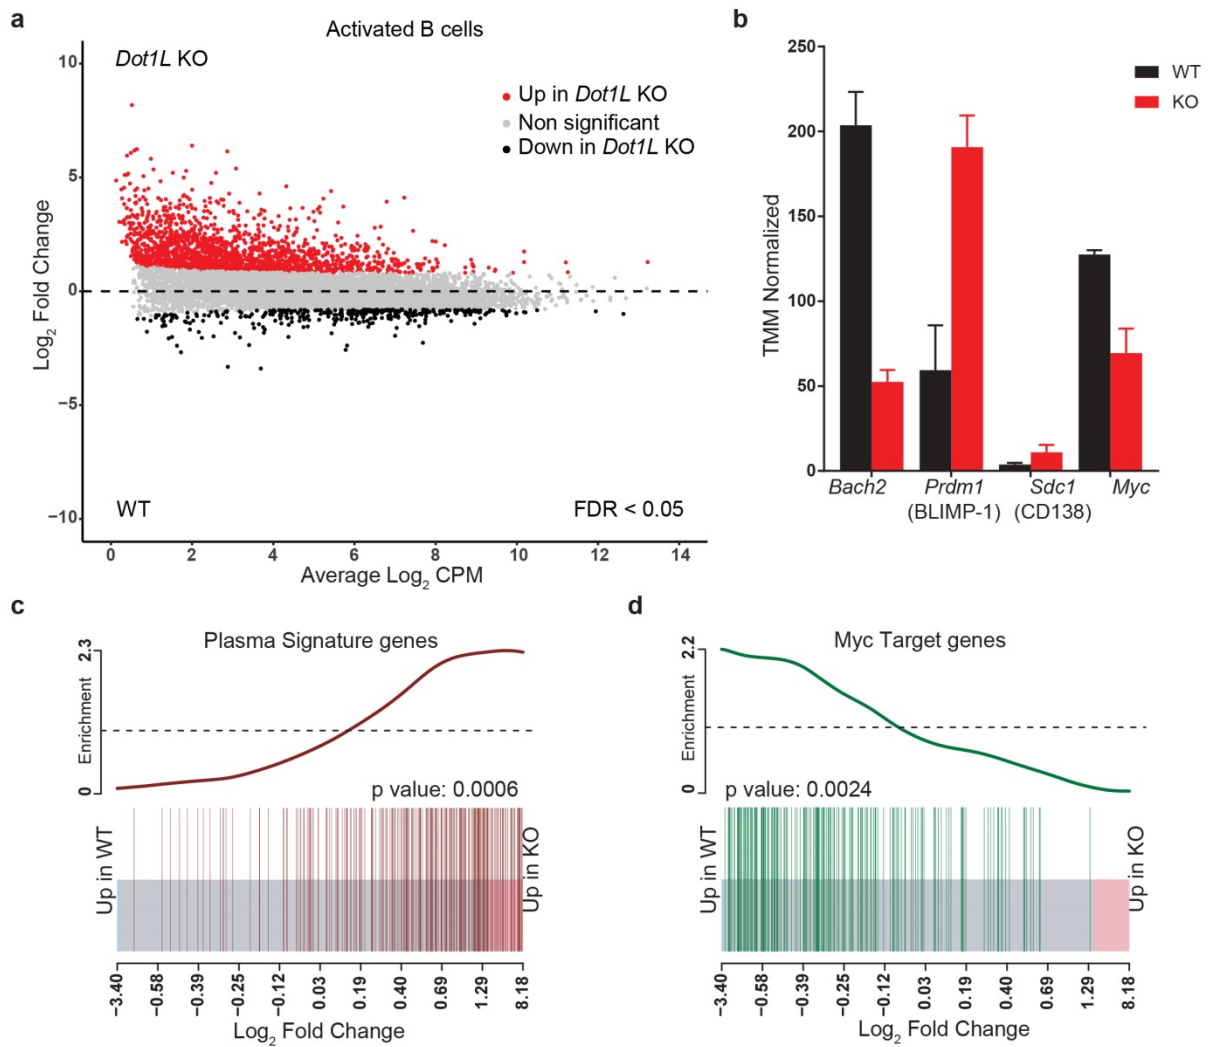 a
Activated B cells
Dot1L KO
Up in Dot1L KO
Non significant
Down in Dot1L KO
10
5
0
−5
−10
Log2 Fold Change
WT
FDR < 0.05
0 2 4 6 8 10 12 14
Average Log2 CPM
b
WT
KO
250
200
150
100
50
0
TMM Normalized
Bach2 Prdm1 Sdc1 Myc
(BLIMP-1) (CD138)
c
Plasma Signature genes
2.3
0
Enrichment
p value: 0.0006
Up in WT
Up in KO
−3.40 −0.58 −0.39 −0.25 −0.12 0.03 0.19 0.40 0.69 1.29 8.18
Log2 Fold Change
d
Myc Target genes
2.2
0
Enrichment
p value: 0.0024
Up in WT
Up in KO
−3.40 −0.58 −0.39 −0.25 −0.12 0.03 0.19 0.40 0.69 1.29 8.18
Log2 Fold Change